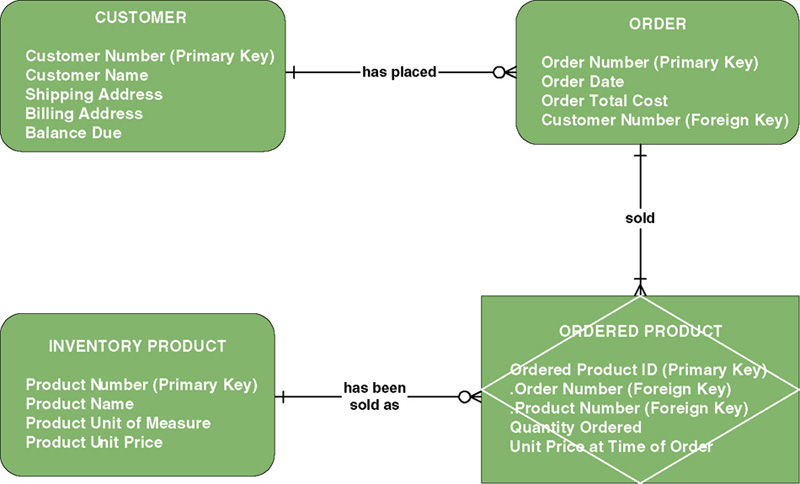 CUSTOMER
Customer Number (Primary Key)
Customer Name
Shipping Address
Billing Address
Balance Due
has placed
ORDER
Order Number (Primary Key)
Order Date
Order Total Cost
Customer Number (Foreign Key)
sold
INVENTORY PRODUCT
Product Number (Primary Key)
Product Name
Product Unit of Measure
Product Unit Price
has been
sold as
ORDERED PRODUCT
Ordered Product ID (Primary Key)
.Order Number (Foreign Key)
.Product Number (Foreign Key)
Quantity Ordered
Unit Price at Time of Order